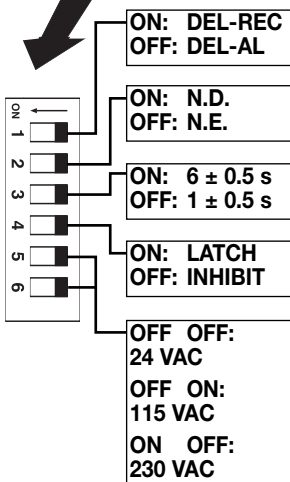 ON: DEL-REC
OFF: DEL-AL
ON: N.D.
OFF: N.E.
ON: 6 ± 0.5 s
OFF: 1 ± 0.5 s
ON: LATCH
OFF: INHIBIT
OFF OFF:
24 VAC
OFF ON:
115 VAC
ON OFF:
230 VAC
ON
1
2
3
4
5
6